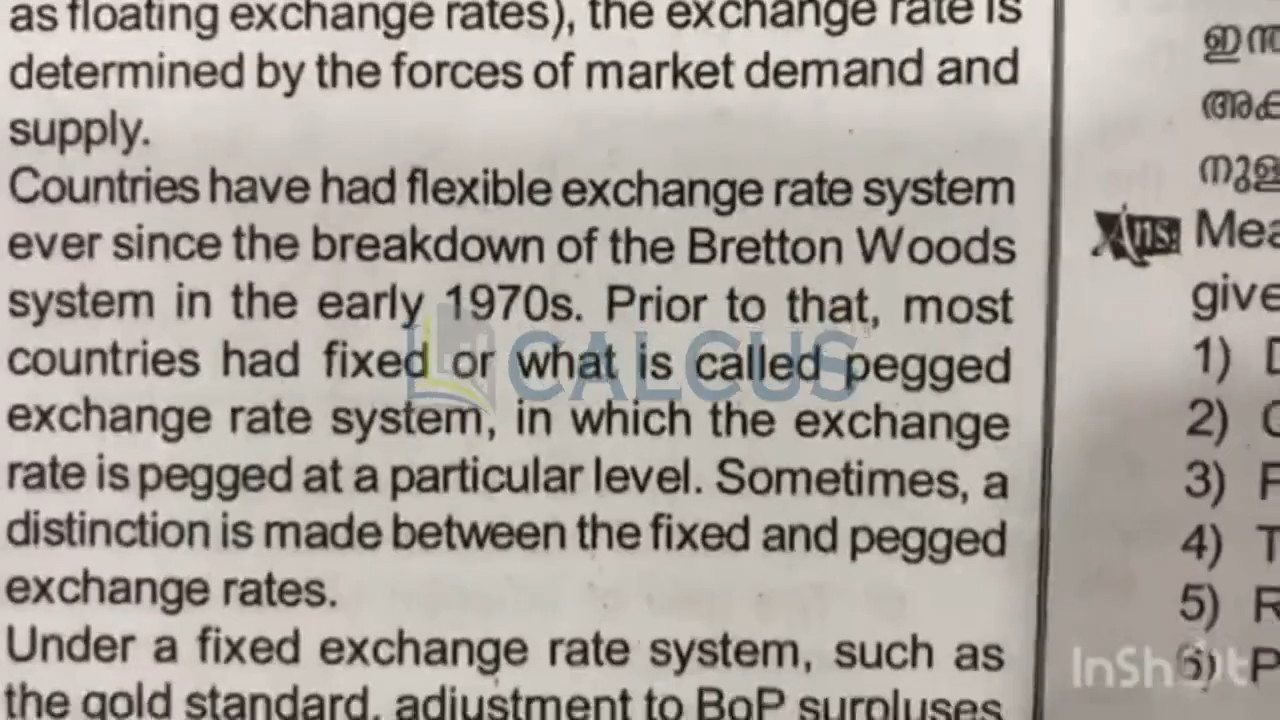 as floating exchange rates), the exchange rate is
determined by the forces of market demand and
supply.
Countries have had flexible exchange rate system
ever since the breakdown of the Bretton Woods
system in the early 1970s. Prior to that, most
countries had fixed or what is called pegged
exchange rate system, in which the exchange
rate is pegged at a particular level. Sometimes, a
distinction is made between the fixed and pegged
exchange rates.
Under a fixed exchange rate system, such as
the gold standard, adjustment to BoP surpluses
CALCUS
Ans:
give
1)
2)
3)
4)
5)
6)
InShot